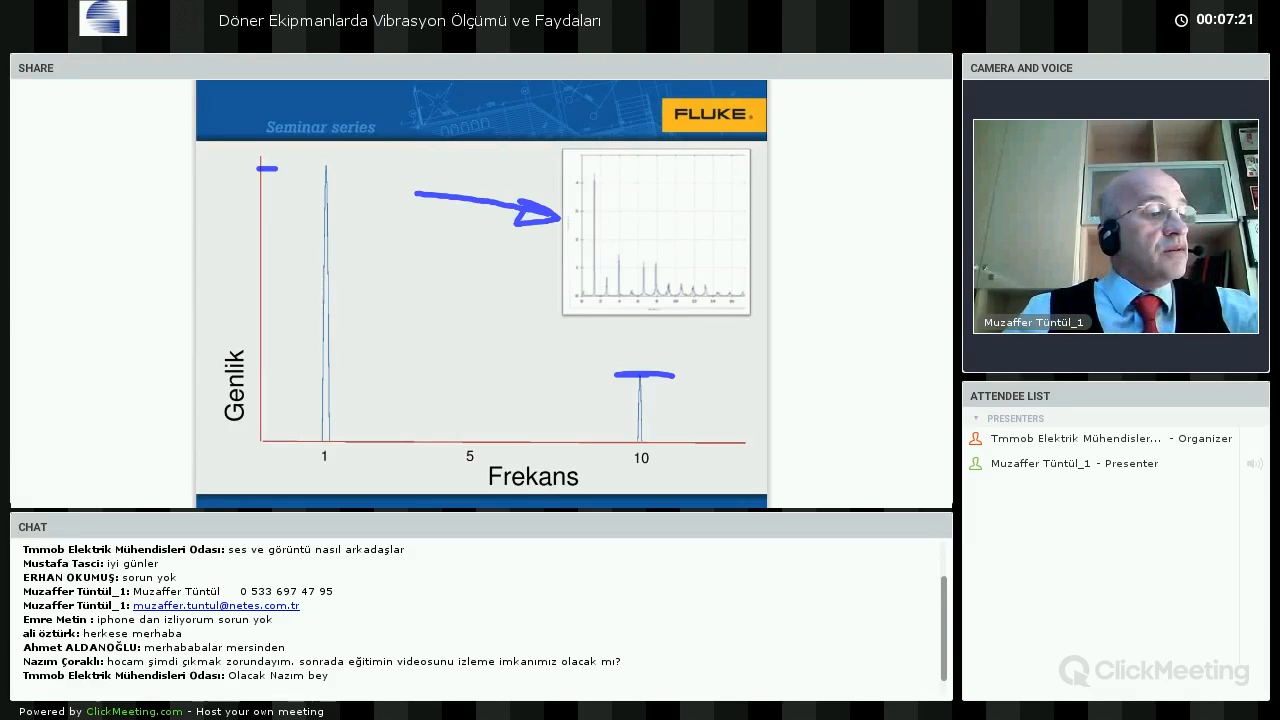 Döner Ekipmanlarda Vibrasyon Ölçümü ve Faydaları
00:07:21
SHARE
Seminar series
FLUKE®
Genlik
1
5
10
Frekans
CAMERA AND VOICE
Muzaffer Tüntül_1
ATTENDEE LIST
PRESENTERS
Tmmob Elektrik Mühendisler... - Organizer
Muzaffer Tüntül_1 - Presenter
CHAT
Tmmob Elektrik Mühendisleri Odası: ses ve görüntü nasıl arkadaşlar
Mustafa Tasci: iyi günler
ERHAN OKUMUŞ: sorun yok
Muzaffer Tüntül_1: Muzaffer Tüntül 0 533 697 47 95
Muzaffer Tüntül_1: muzaffer.tuntul@netes.com.tr
Emre Metin : iphone dan izliyorum sorun yok
ali öztürk: herkese merhaba
Ahmet ALDANOĞLU: merhababalar mersinden
Nazım Çoraklı: hocam şimdi çıkmak zorundayım. sonrada eğitimin videosunu izleme imkanımız olacak mı?
Tmmob Elektrik Mühendisleri Odası: Olacak Nazım bey
ClickMeeting
Powered by ClickMeeting.com - Host your own meeting